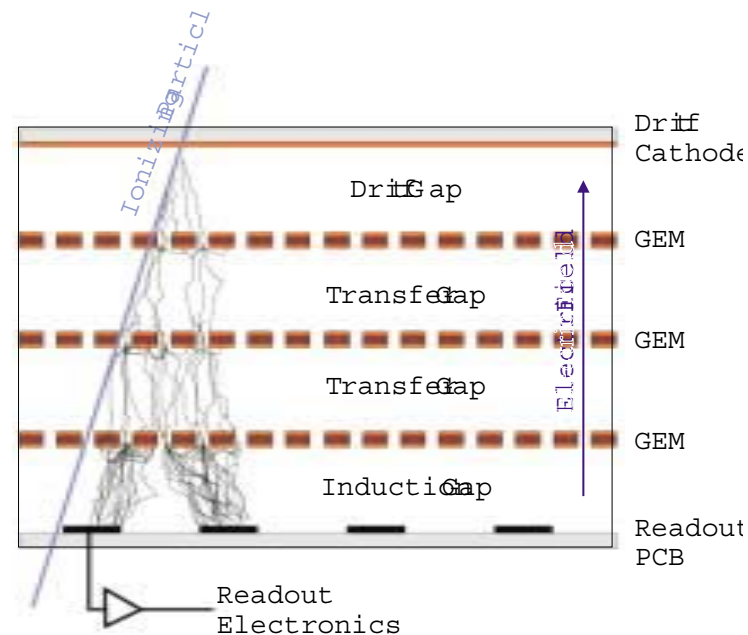 Ionizing Particl
Drift
Cathode
Drift Gap
GEM
Electric Field
Transfer Gap
GEM
Transfer Gap
GEM
Induction Gap
Readout
PCB
Readout
Electronics